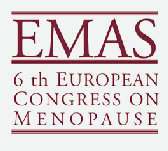 EMAS
6 th EUROPEAN
CONGRESS ON
MENOPAUSE